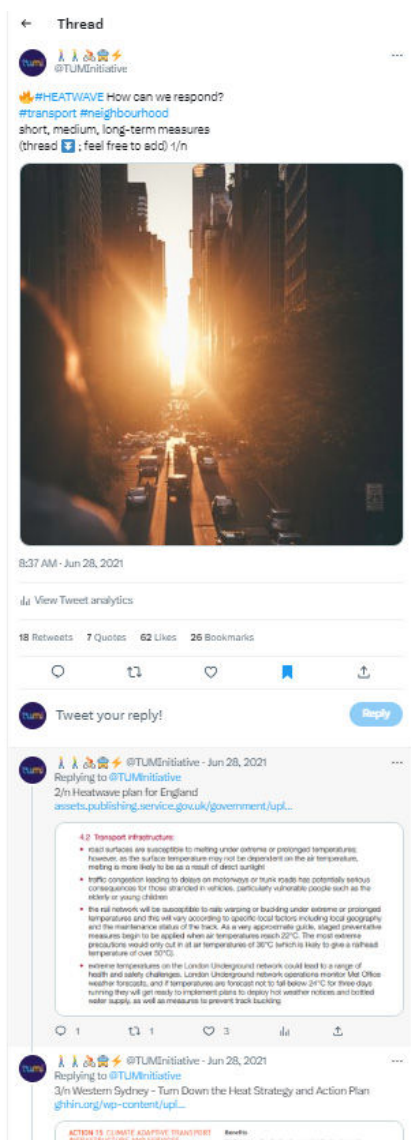 ← Thread
tumi
@TUMInitiative
#HEATWAVE How can we respond?
#transport #neighbourhood
short, medium, long-term measures
(thread ; feel free to add) 1/n
8:37 AM · Jun 28, 2021
View Tweet analytics
18 Retweets 7 Quotes 62 Likes 26 Bookmarks
tumi Tweet your reply! Reply
tumi @TUMInitiative · Jun 28, 2021
Replying to @TUMInitiative
2/n Heatwave plan for England
assets.publishing.service.gov.uk/government/upl...
4.2 Transport infrastructure:
• road surfaces are susceptible to melting under extreme or prolonged temperatures;
however, as the surface temperature may not be dependent on the air temperature,
melting is more likely to be as a result of direct sunlight
• traffic congestion leading to delays on motorways or trunk roads has potentially serious
consequences for those stranded in vehicles, particularly vulnerable people such as the
elderly or young children
• the rail network will be susceptible to rails warping or buckling under extreme or prolonged
temperatures and this will vary according to specific local factors including local geography
and the maintenance status of the track. As a very approximate guide, staged preventative
measures begin to be applied when air temperatures reach 22°C. The most extreme
precautions would only cut in at air temperatures of 36°C (which is likely to give a railhead
temperature of over 50°C).
• extreme temperatures on the London Underground network could lead to a range of
health and safety challenges. London Underground operations monitor Met Office
weather forecasts, and if temperatures are forecast not to fall below 24°C for three days
running they will get ready to implement plans to deploy hot weather notices and bottled
water supply, as well as measures to prevent track buckling
1 1 3
tumi @TUMInitiative · Jun 28, 2021
Replying to @TUMInitiative
3/n Western Sydney - Turn Down the Heat Strategy and Action Plan
ghhin.org/wp-content/upl...
ACTION 15 CLIMATE ADAPTIVE TRANSPORT Benefits